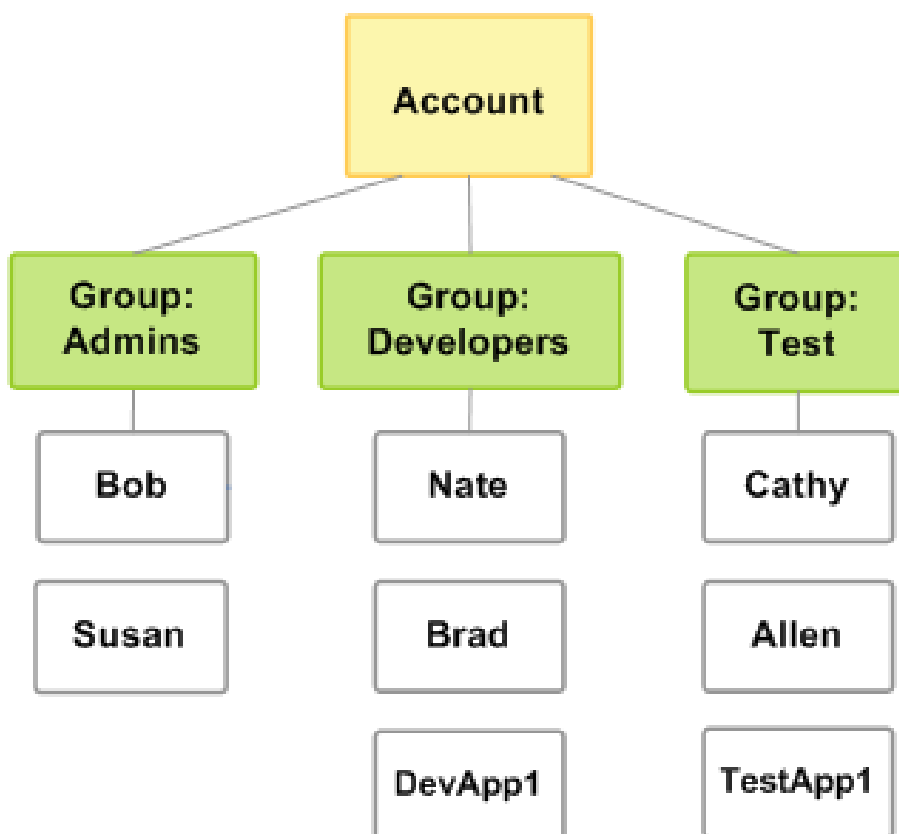 Account
Group:
Admins
Group:
Developers
Group:
Test
Bob
Nate
Cathy
Susan
Brad
Allen
DevApp1
TestApp1